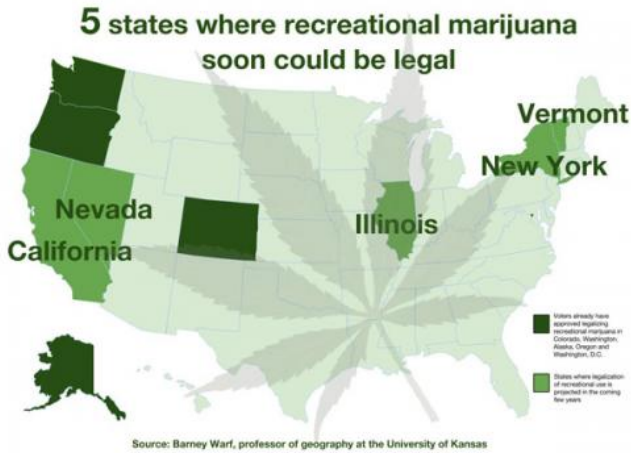 5 states where recreational marijuana
soon could be legal
Vermont
New York
Nevada
California
Illinois
Voters already have
approved legalizing
recreational marijuana in
Colorado, Washington,
Alaska, Oregon and
Washington, D.C.
States where legalization
of recreational use is
projected in the coming
few years
Source: Barney Warf, professor of geography at the University of Kansas